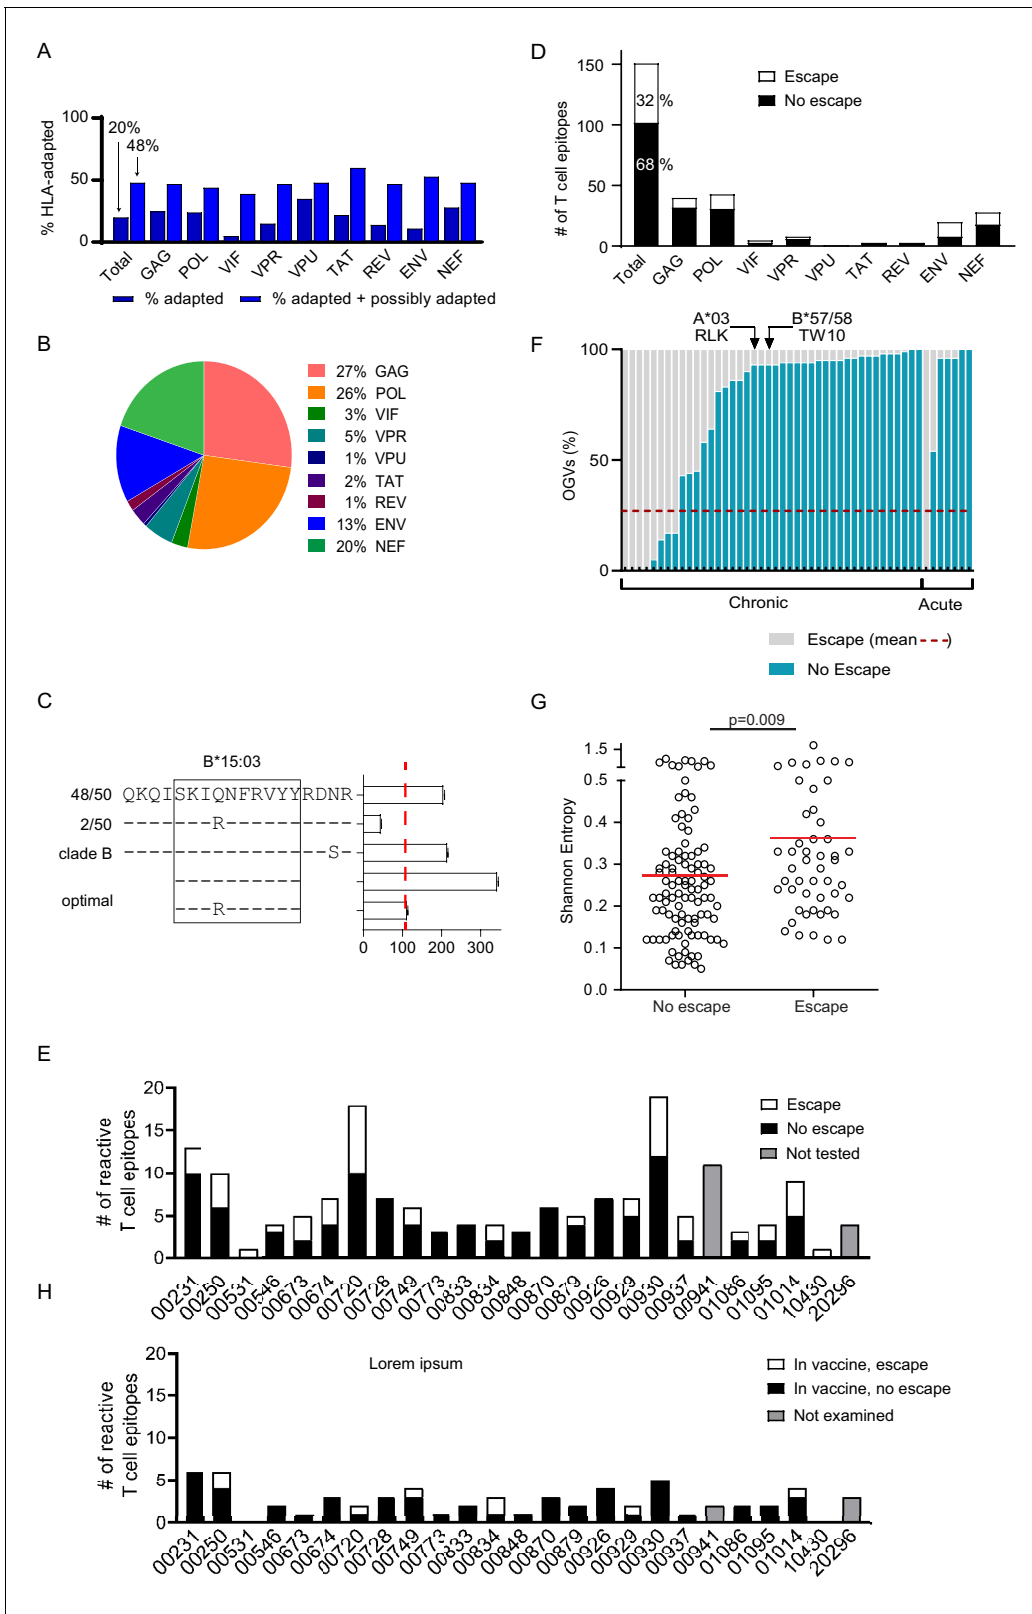 A
% HLA-adapted
100
50
0
20%
48%
Total GAG POL VIF VPR VPU TAT REV ENV NEF
% adapted % adapted + possibly adapted
B
27% GAG
26% POL
3% VIF
5% VPR
1% VPU
2% TAT
1% REV
13% ENV
20% NEF
C
B*15:03
48/50 QKQISKIQNFRVYYRDNR
2/50 -------R----------
clade B ----------------S-
optimal
----------
---R------
0 100 200 300
D
# of T cell epitopes
150
100
50
0
32 %
68 %
Escape
No escape
Total GAG POL VIF VPR VPU TAT REV ENV NEF
F
A*03 B*57/58
RLK TW10
OGVs (%)
100
50
0
Chronic Acute
Escape (mean ---)
No Escape
G
p=0.009
Shannon Entropy
1.5
0.5
0.4
0.3
0.2
0.1
0.0
No escape Escape
E
# of reactive
T cell epitopes
20
15
10
5
0
Escape
No escape
Not tested
00231 00250 00531 00546 00673 00674 00720 00728 00749 00773 00833 00834 00848 00870 00879 00926 00929 00930 00937 00941 01086 01095 01014 10430 20296
H
# of reactive
T cell epitopes
20
15
10
5
0
Lorem ipsum
In vaccine, escape
In vaccine, no escape
Not examined
00231 00250 00531 00546 00673 00674 00720 00728 00749 00773 00833 00834 00848 00870 00879 00926 00929 00930 00937 00941 01086 01095 01014 10430 20296